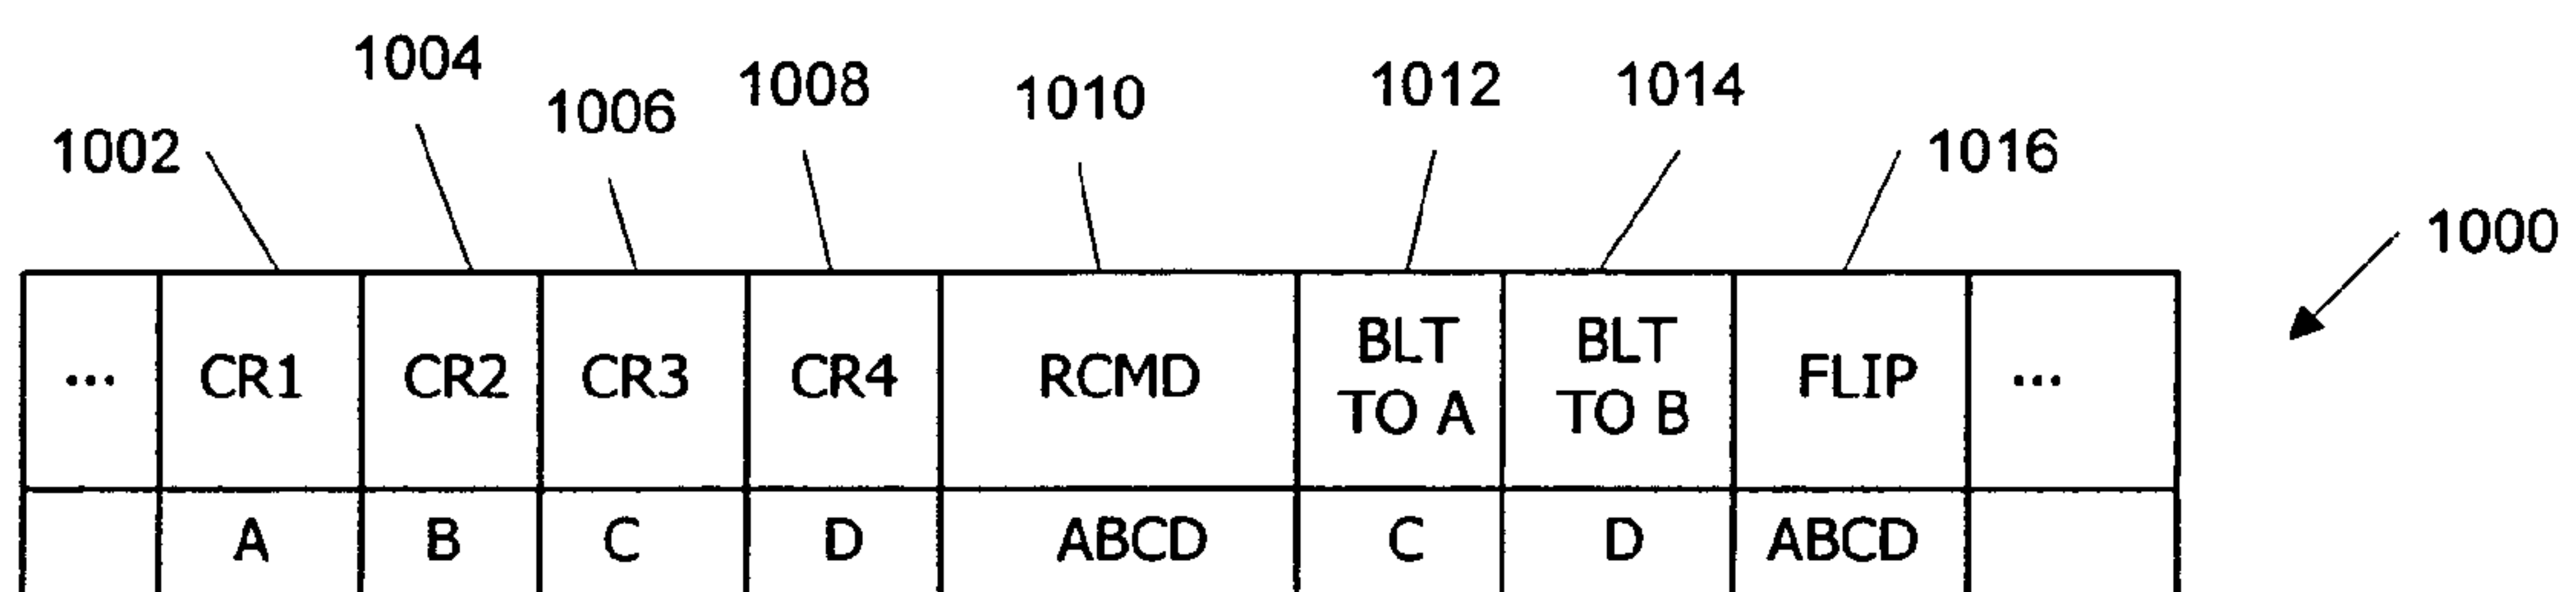 1002 1004 1006 1008 1010 1012 1014 1016 1000
... CR1 CR2 CR3 CR4 RCMD BLT TO A BLT TO B FLIP ...
A B C D ABCD C D ABCD